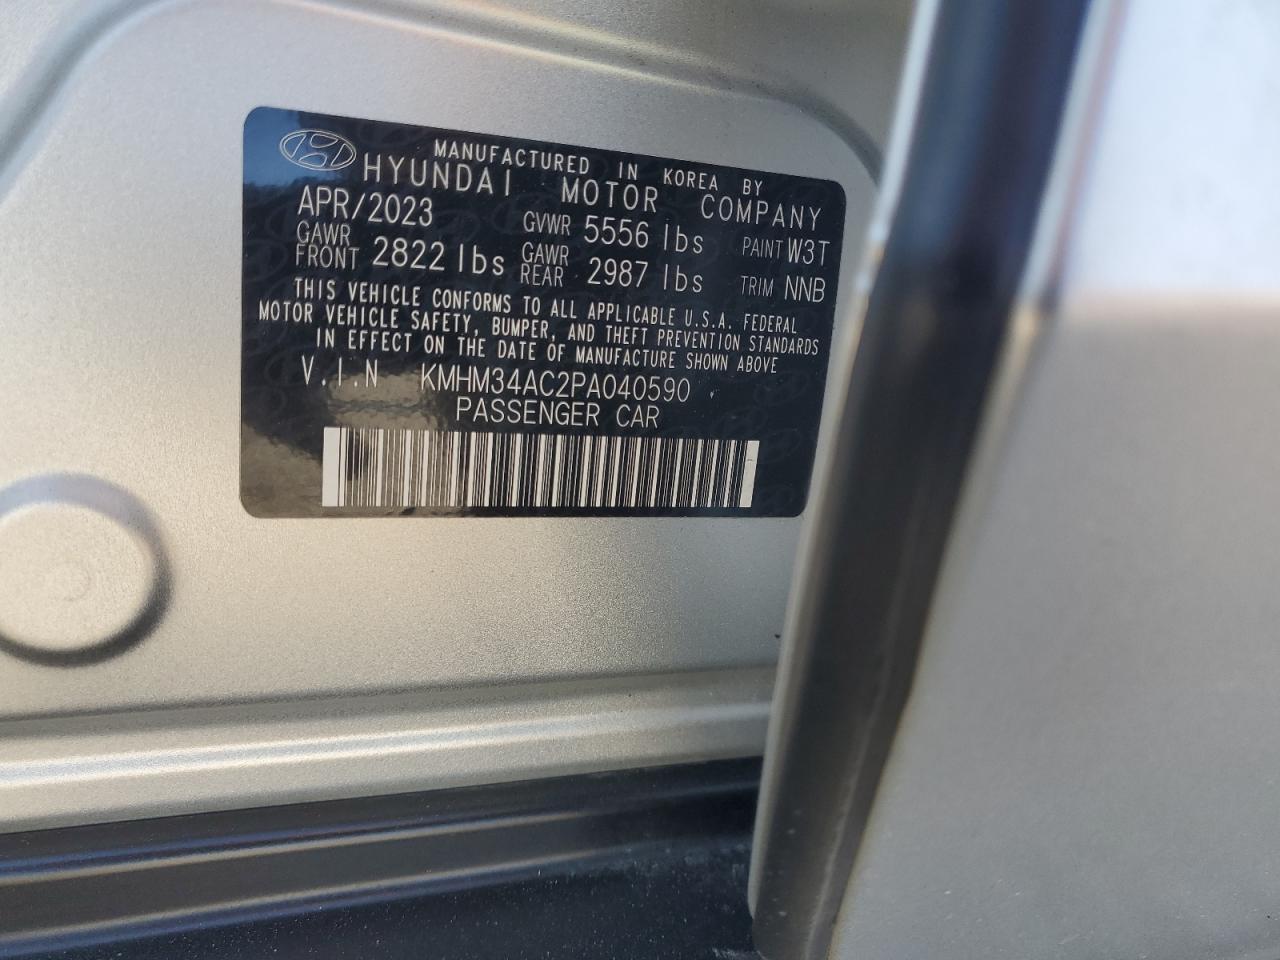 MANUFACTURED IN KOREA BY
HYUNDAI MOTOR COMPANY
APR/2023 GVWR 5556 lbs PAINT W3T
GAWR FRONT 2822 lbs GAWR REAR 2987 lbs TRIM NNB
THIS VEHICLE CONFORMS TO ALL APPLICABLE U.S.A. FEDERAL
MOTOR VEHICLE SAFETY, BUMPER, AND THEFT PREVENTION STANDARDS
IN EFFECT ON THE DATE OF MANUFACTURE SHOWN ABOVE
V.I.N KMHM34AC2PA040590
PASSENGER CAR